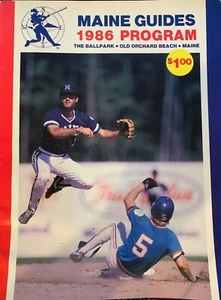 MAINE GUIDES
1986 PROGRAM
THE BALLPARK • OLD ORCHARD BEACH • MAINE
$1.00
5